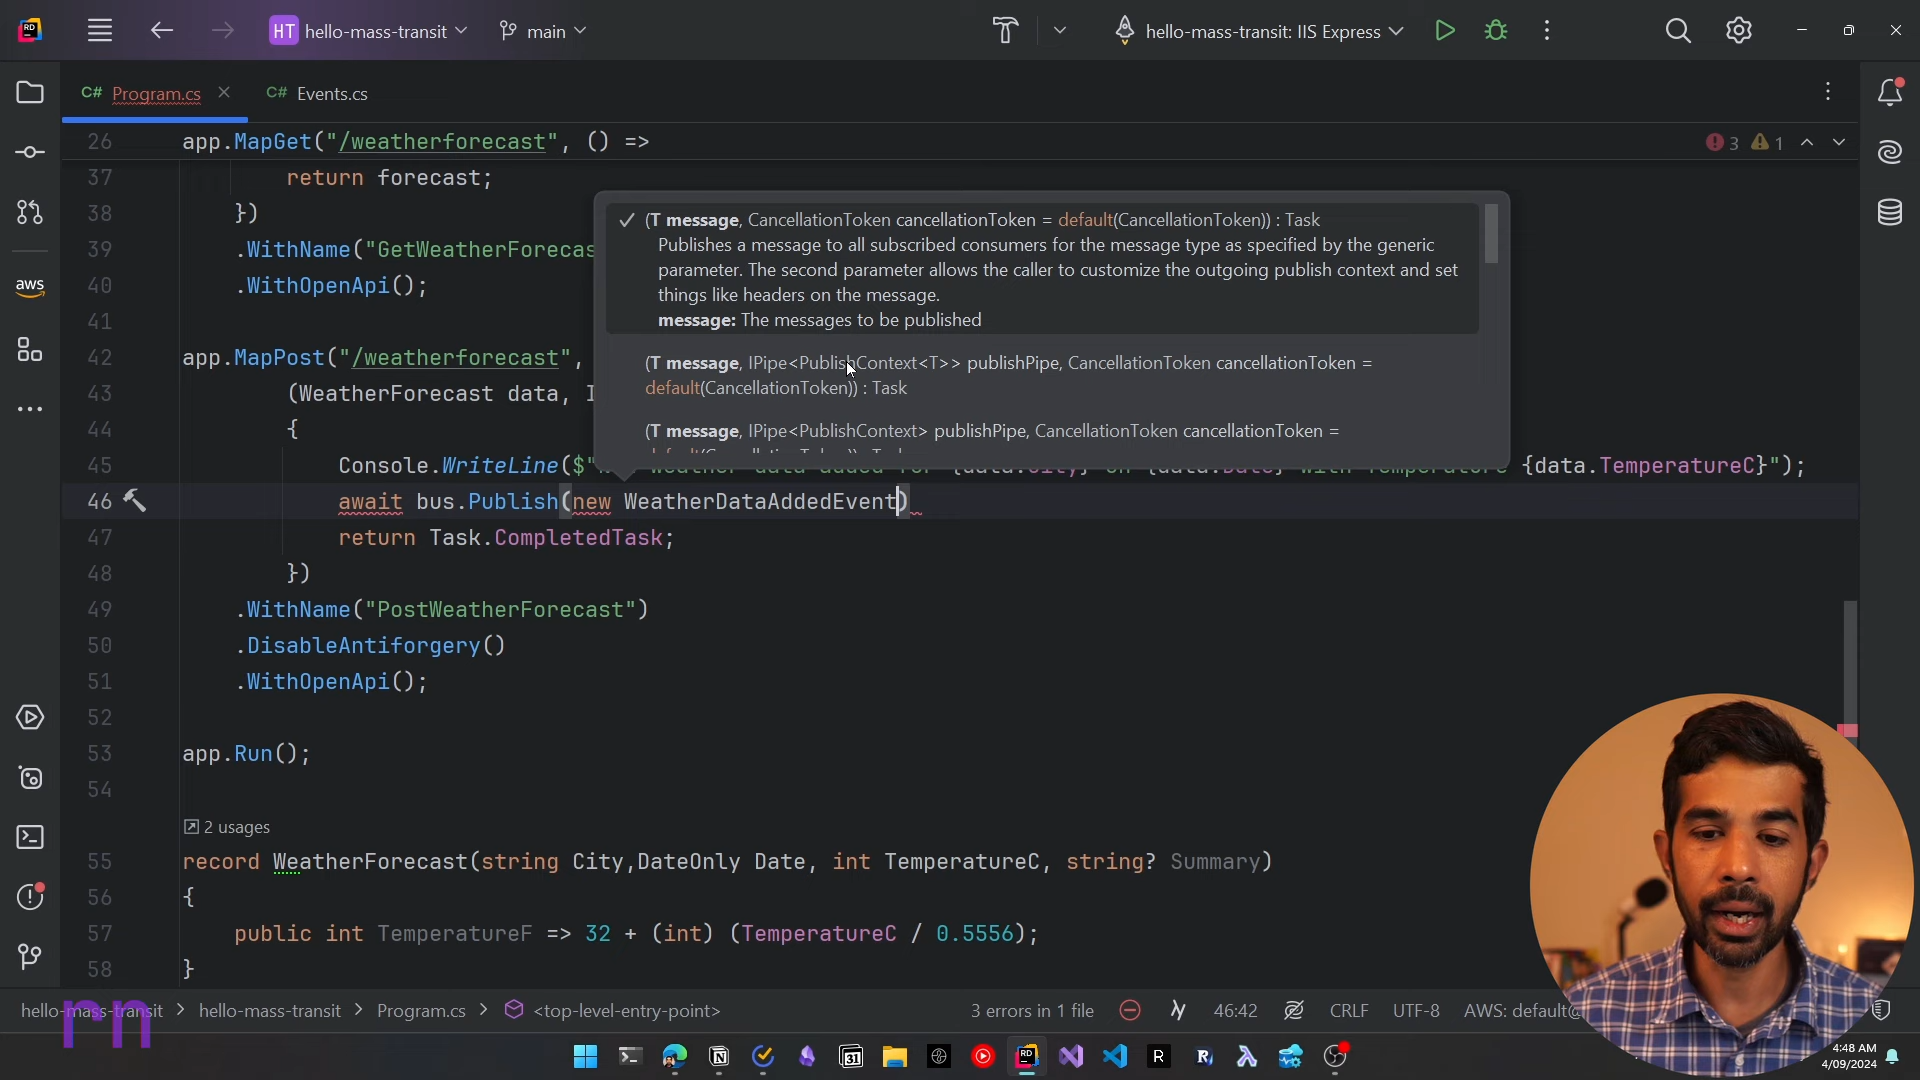 HT hello-mass-transit
main
hello-mass-transit: IIS Express
C# Program.cs
C# Events.cs
26 app.MapGet("/weatherforecast", () =>
3 1
37 return forecast;
38 })
39 .WithName("GetWeatherForecas
40 .WithOpenApi();
41
42 app.MapPost("/weatherforecast",
43 (WeatherForecast data, I
44 {
45 Console.WriteLine($" {data.TemperatureC}");
46 await bus.Publish(new WeatherDataAddedEvent)
47 return Task.CompletedTask;
48 })
49 .WithName("PostWeatherForecast")
50 .DisableAntiforgery()
51 .WithOpenApi();
52
53 app.Run();
54
2 usages
55 record WeatherForecast(string City,DateOnly Date, int TemperatureC, string? Summary)
56 {
57 public int TemperatureF => 32 + (int) (TemperatureC / 0.5556);
58 }
(T message, CancellationToken cancellationToken = default(CancellationToken)) : Task
Publishes a message to all subscribed consumers for the message type as specified by the generic
parameter. The second parameter allows the caller to customize the outgoing publish context and set
things like headers on the message.
message: The messages to be published
(T message, IPipe<PublishContext<T>> publishPipe, CancellationToken cancellationToken =
default(CancellationToken)) : Task
(T message, IPipe<PublishContext> publishPipe, CancellationToken cancellationToken =
aws
hello-mass-transit > hello-mass-transit > Program.cs > <top-level-entry-point>
3 errors in 1 file
46:42
CRLF
UTF-8
AWS: default@
rn
4:48 AM
4/09/2024